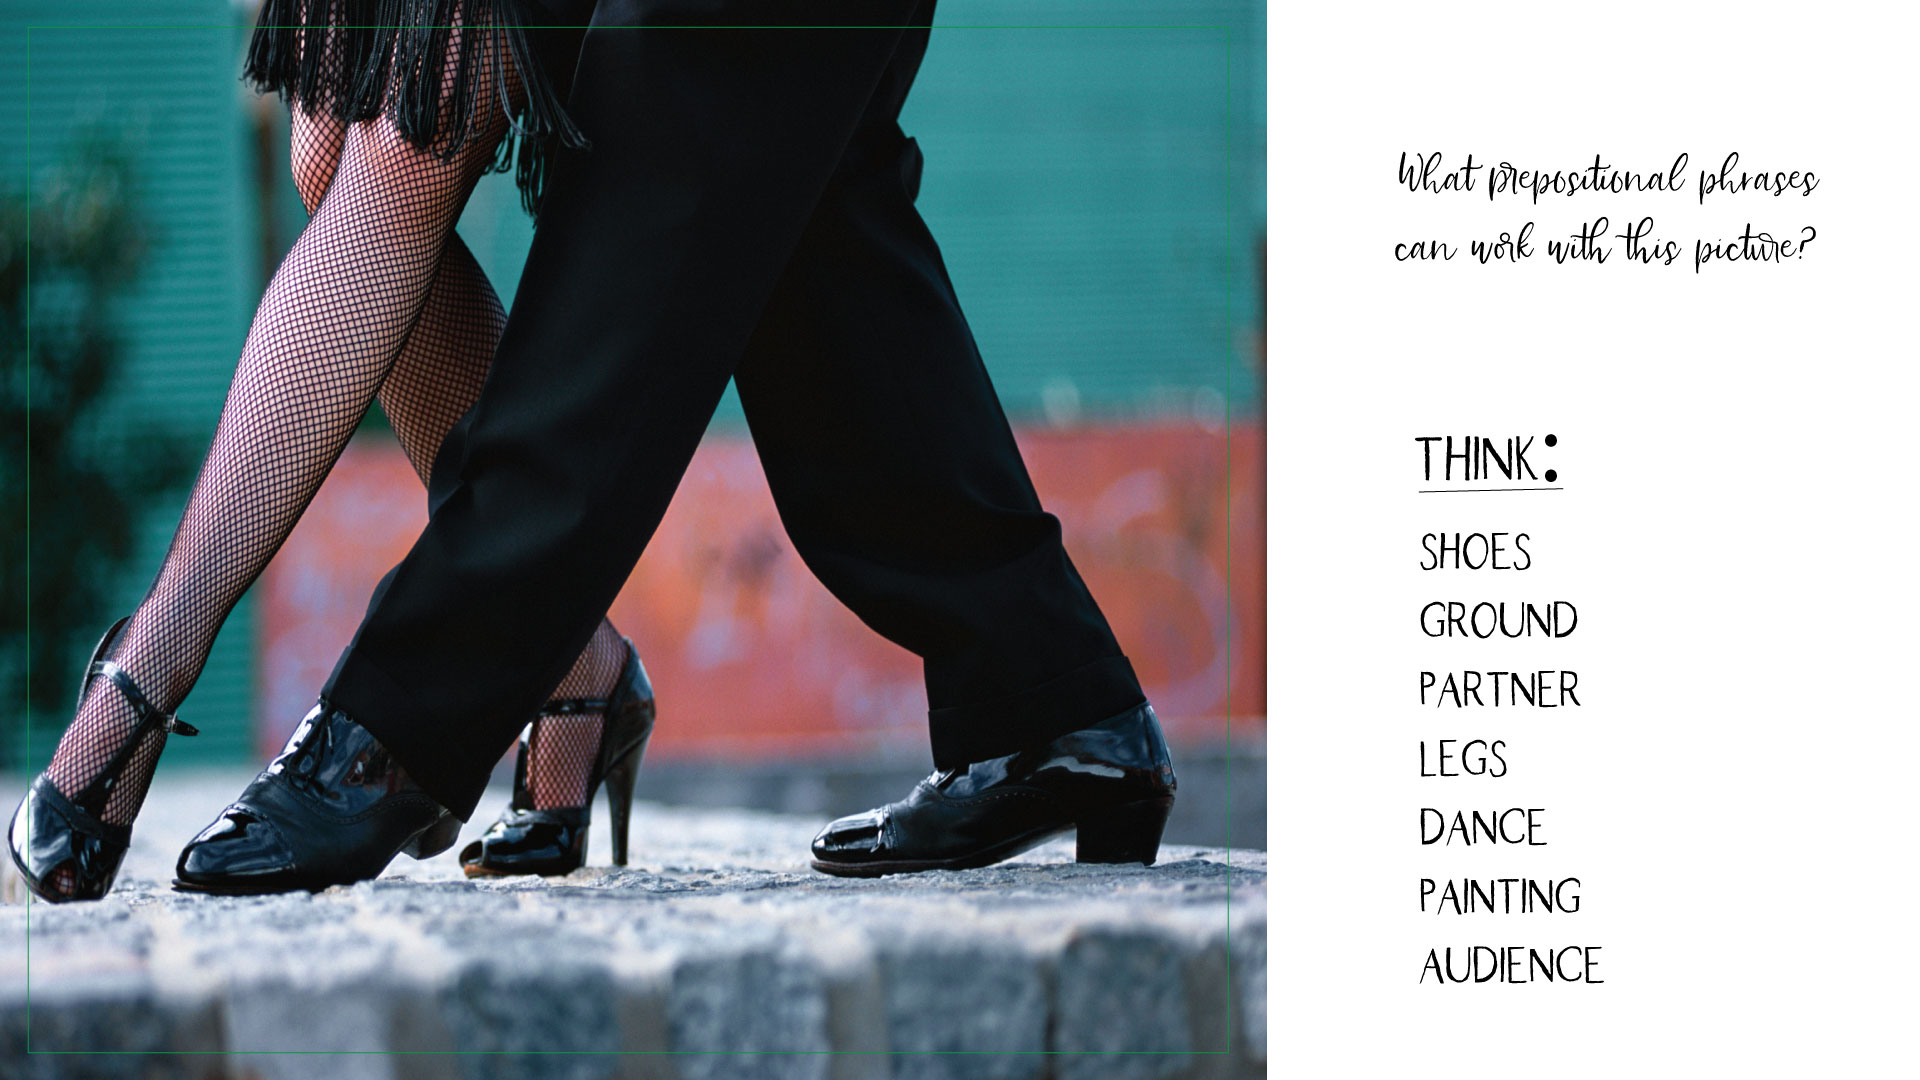 What prepositional phrases
can work with this picture?
THINK:
SHOES
GROUND
PARTNER
LEGS
DANCE
PAINTING
AUDIENCE